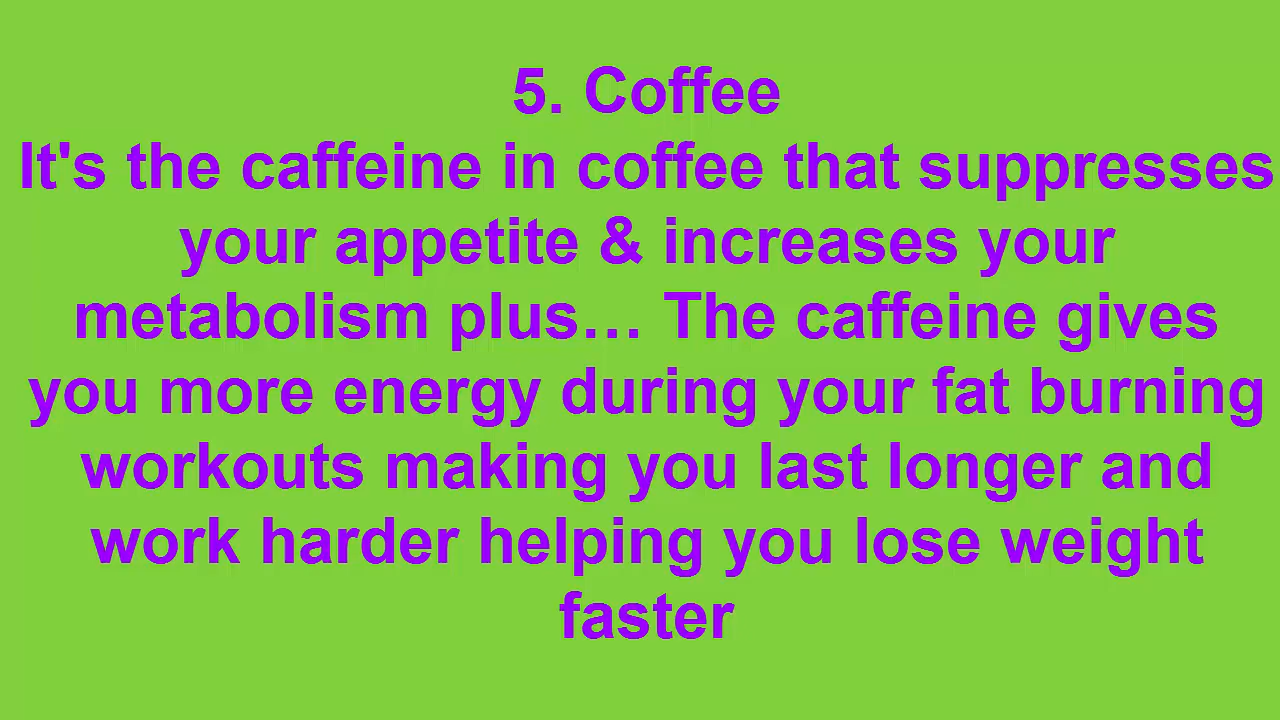 5. Coffee
It's the caffeine in coffee that suppresses
your appetite & increases your
metabolism plus… The caffeine gives
you more energy during your fat burning
workouts making you last longer and
work harder helping you lose weight
faster